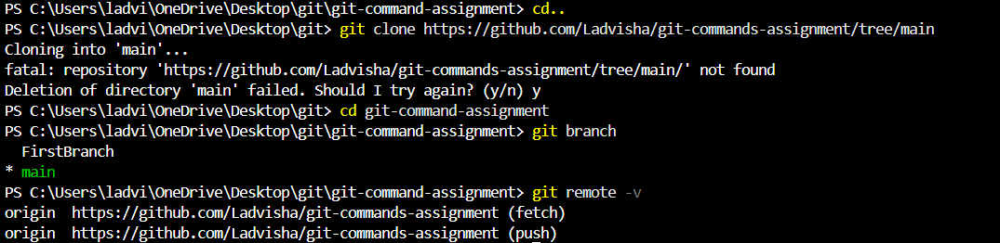 PS C:\Users\ladvi\OneDrive\Desktop\git\git-command-assignment> cd..
PS C:\Users\ladvi\OneDrive\Desktop\git> git clone https://github.com/Ladvisha/git-commands-assignment/tree/main
Cloning into 'main'...
fatal: repository 'https://github.com/Ladvisha/git-commands-assignment/tree/main/' not found
Deletion of directory 'main' failed. Should I try again? (y/n) y
PS C:\Users\ladvi\OneDrive\Desktop\git> cd git-command-assignment
PS C:\Users\ladvi\OneDrive\Desktop\git\git-command-assignment> git branch
  FirstBranch
* main
PS C:\Users\ladvi\OneDrive\Desktop\git\git-command-assignment> git remote -v
origin  https://github.com/Ladvisha/git-commands-assignment (fetch)
origin  https://github.com/Ladvisha/git-commands-assignment (push)